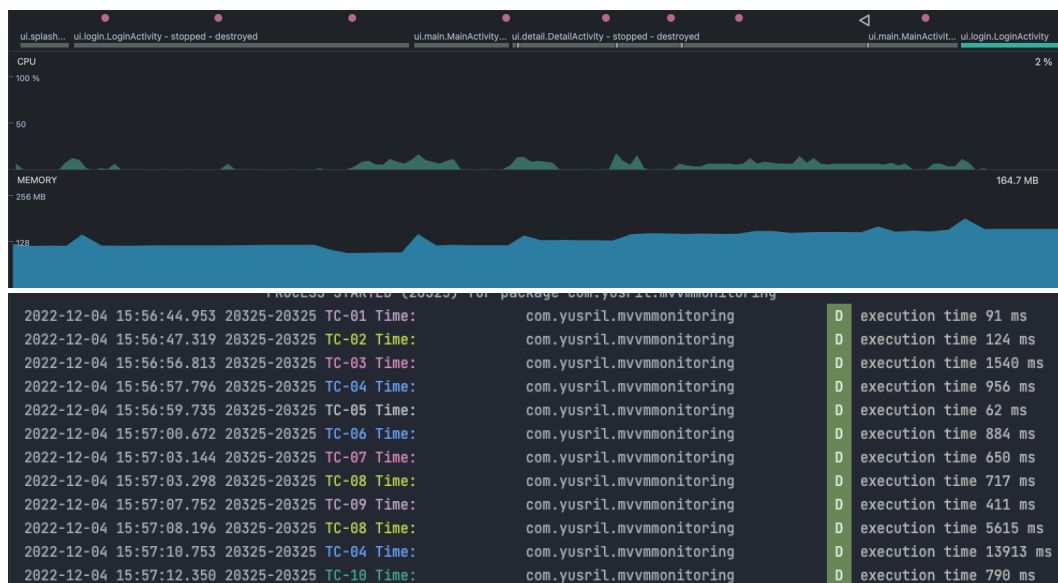 ui.splash... ui.login.LoginActivity - stopped - destroyed ui.main.MainActivity... ui.detail.DetailActivity - stopped - destroyed ui.main.MainActivit... ui.login.LoginActivity
CPU 2 %
100 %
50
MEMORY 164.7 MB
256 MB
128
PROCESS STARTED (20325) for package com.yusril.mvvmmonitoring
2022-12-04 15:56:44.953 20325-20325 TC-01 Time: com.yusril.mvvmmonitoring D execution time 91 ms
2022-12-04 15:56:47.319 20325-20325 TC-02 Time: com.yusril.mvvmmonitoring D execution time 124 ms
2022-12-04 15:56:56.813 20325-20325 TC-03 Time: com.yusril.mvvmmonitoring D execution time 1540 ms
2022-12-04 15:56:57.796 20325-20325 TC-04 Time: com.yusril.mvvmmonitoring D execution time 956 ms
2022-12-04 15:56:59.735 20325-20325 TC-05 Time: com.yusril.mvvmmonitoring D execution time 62 ms
2022-12-04 15:57:00.672 20325-20325 TC-06 Time: com.yusril.mvvmmonitoring D execution time 884 ms
2022-12-04 15:57:03.144 20325-20325 TC-07 Time: com.yusril.mvvmmonitoring D execution time 650 ms
2022-12-04 15:57:03.298 20325-20325 TC-08 Time: com.yusril.mvvmmonitoring D execution time 717 ms
2022-12-04 15:57:07.752 20325-20325 TC-09 Time: com.yusril.mvvmmonitoring D execution time 411 ms
2022-12-04 15:57:08.196 20325-20325 TC-08 Time: com.yusril.mvvmmonitoring D execution time 5615 ms
2022-12-04 15:57:10.753 20325-20325 TC-04 Time: com.yusril.mvvmmonitoring D execution time 13913 ms
2022-12-04 15:57:12.350 20325-20325 TC-10 Time: com.yusril.mvvmmonitoring D execution time 790 ms